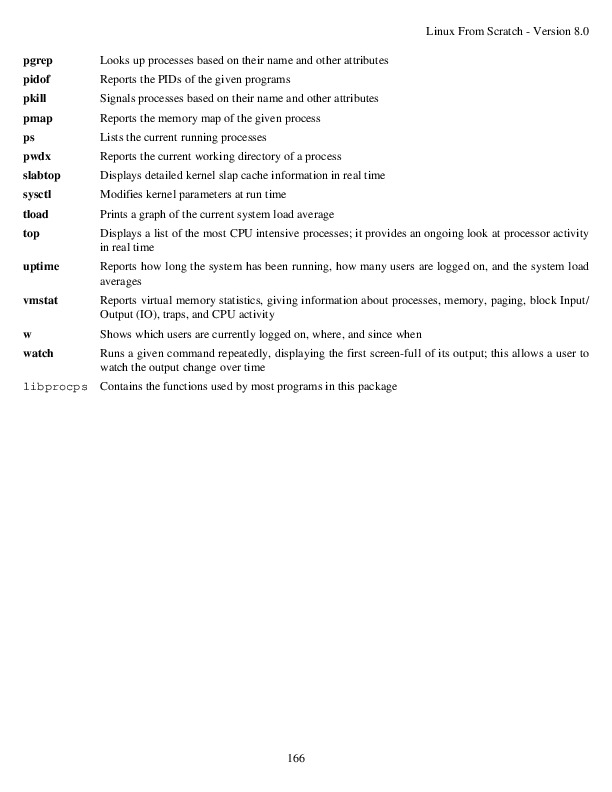 Linux From Scratch - Version 8.0
pgrep Looks up processes based on their name and other attributes
pidof Reports the PIDs of the given programs
pkill Signals processes based on their name and other attributes
pmap Reports the memory map of the given process
ps Lists the current running processes
pwdx Reports the current working directory of a process
slabtop Displays detailed kernel slap cache information in real time
sysctl Modifies kernel parameters at run time
tload Prints a graph of the current system load average
top Displays a list of the most CPU intensive processes; it provides an ongoing look at processor activity
in real time
uptime Reports how long the system has been running, how many users are logged on, and the system load
averages
vmstat Reports virtual memory statistics, giving information about processes, memory, paging, block Input/
Output (IO), traps, and CPU activity
w Shows which users are currently logged on, where, and since when
watch Runs a given command repeatedly, displaying the first screen-full of its output; this allows a user to
watch the output change over time
libprocps Contains the functions used by most programs in this package
166